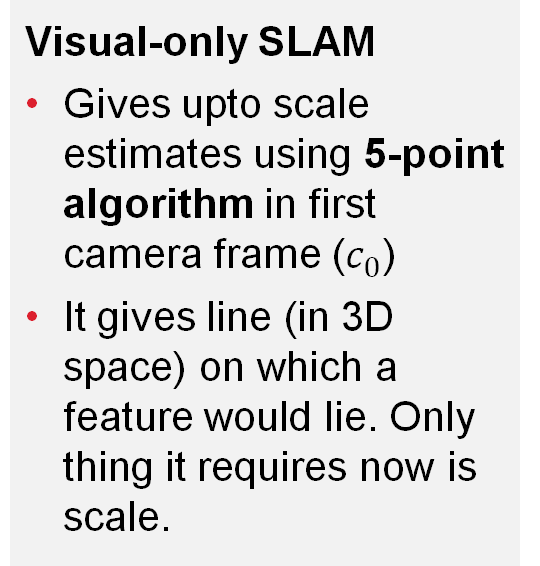 Visual-only SLAM
• Gives upto scale
estimates using 5-point
algorithm in first
camera frame (c₀)
• It gives line (in 3D
space) on which a
feature would lie. Only
thing it requires now is
scale.